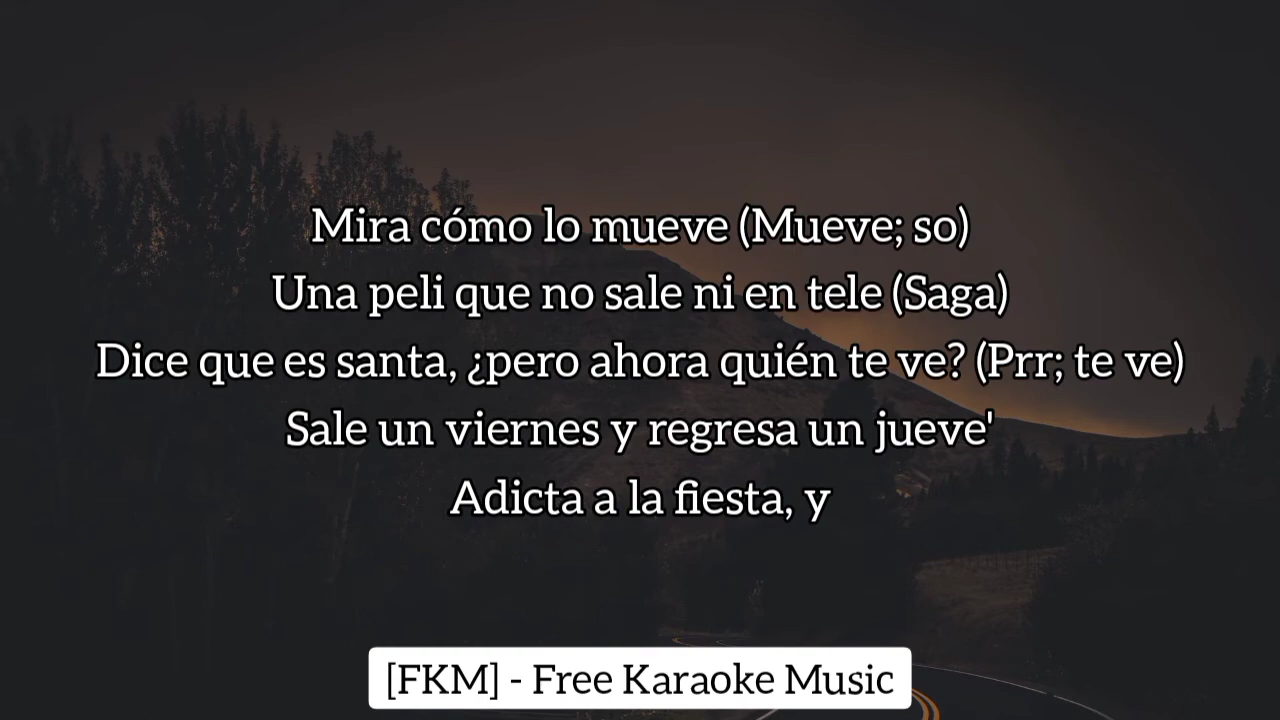 Mira cómo lo mueve (Mueve; so)
Una peli que no sale ni en tele (Saga)
Dice que es santa, ¿pero ahora quién te ve? (Prr; te ve)
Sale un viernes y regresa un jueve'
Adicta a la fiesta, y
[FKM] - Free Karaoke Music